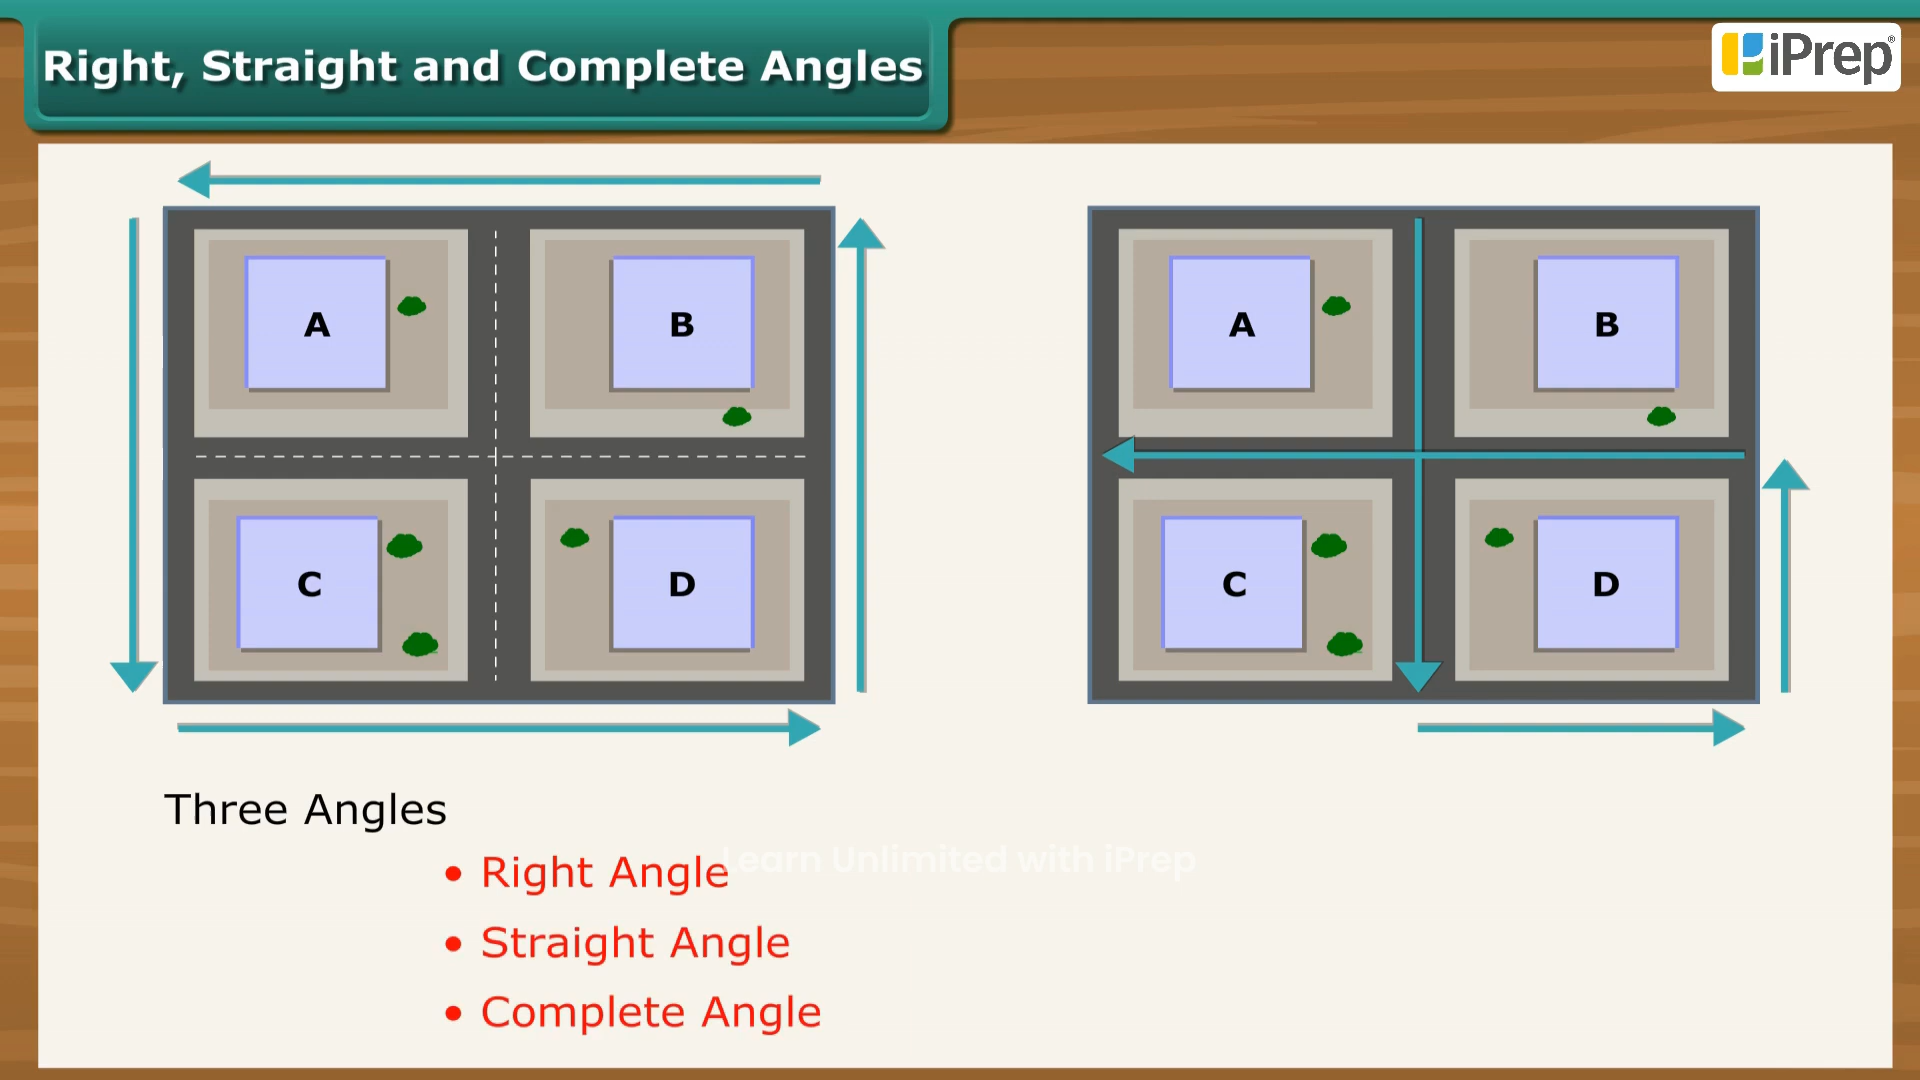 Right, Straight and Complete Angles
iPrep®
A
B
C
D
A
B
C
D
Three Angles
• Right Angle
Learn Unlimited with iPrep
• Straight Angle
• Complete Angle